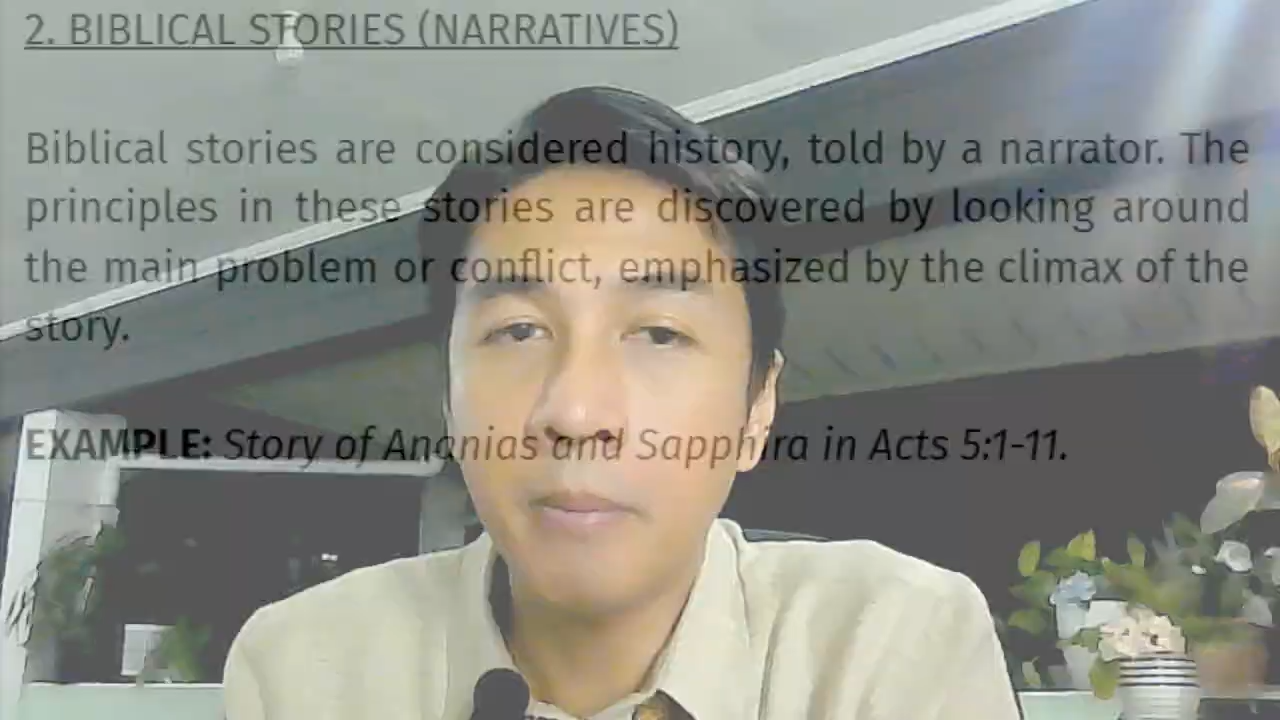 2. BIBLICAL STORIES (NARRATIVES)
Biblical stories are considered history, told by a narrator. The
principles in these stories are discovered by looking around
the main problem or conflict, emphasized by the climax of the
story.
EXAMPLE: Story of Ananias and Sapphira in Acts 5:1-11.